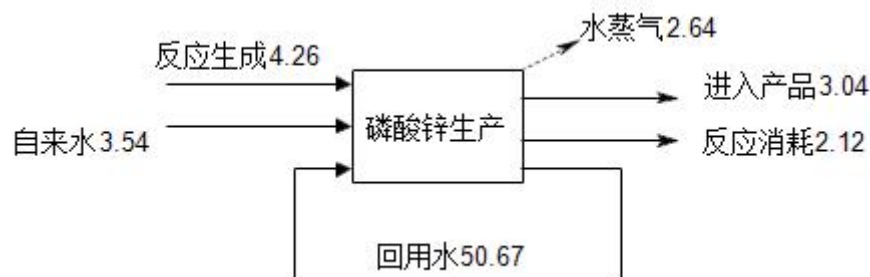 水蒸气2.64
反应生成4.26
进入产品3.04
磷酸锌生产
自来水3.54
反应消耗2.12
回用水50.67